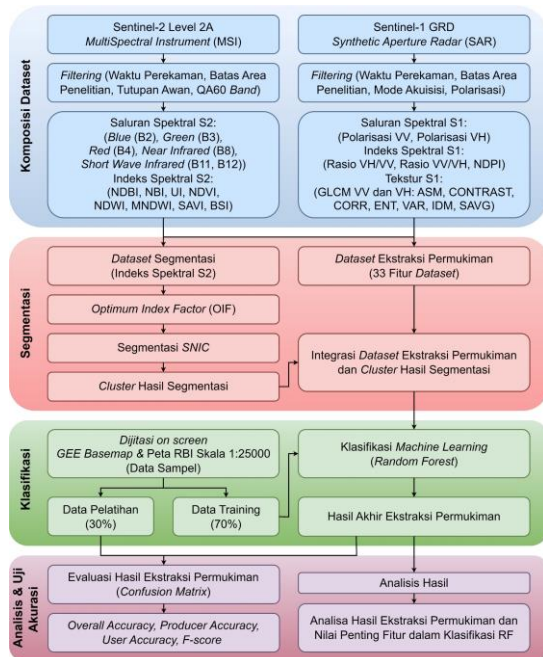 Komposisi Dataset
Sentinel-2 Level 2A
MultiSpectral Instrument (MSI)
Sentinel-1 GRD
Synthetic Aperture Radar (SAR)
Filtering (Waktu Perekaman, Batas Area
Penelitian, Tutupan Awan, QA60 Band)
Filtering (Waktu Perekaman, Batas Area
Penelitian, Mode Akuisisi, Polarisasi)
Saluran Spektral S2:
(Blue (B2), Green (B3),
Red (B4), Near Infrared (B8),
Short Wave Infrared (B11, B12))
Indeks Spektral S2:
(NDBI, NBI, UI, NDVI,
NDWI, MNDWI, SAVI, BSI)
Saluran Spektral S1:
(Polarisasi VV, Polarisasi VH)
Indeks Spektral S1:
(Rasio VH/VV, Rasio VV/VH, NDPI)
Tekstur S1:
(GLCM VV dan VH: ASM, CONTRAST,
CORR, ENT, VAR, IDM, SAVG)
Segmentasi
Dataset Segmentasi
(Indeks Spektral S2)
Dataset Ekstraksi Permukiman
(33 Fitur Dataset)
Optimum Index Factor (OIF)
Segmentasi SNIC
Cluster Hasil Segmentasi
Integrasi Dataset Ekstraksi Permukiman
dan Cluster Hasil Segmentasi
Klasifikasi
Dijitasi on screen
GEE Basemap & Peta RBI Skala 1:25000
(Data Sampel)
Klasifikasi Machine Learning
(Random Forest)
Data Pelatihan
(30%)
Data Training
(70%)
Hasil Akhir Ekstraksi Permukiman
Analisis & Uji
Akurasi
Evaluasi Hasil Ekstraksi Permukiman
(Confusion Matrix)
Analisis Hasil
Overall Accuracy, Producer Accuracy,
User Accuracy, F-score
Analisa Hasil Ekstraksi Permukiman dan
Nilai Penting Fitur dalam Klasifikasi RF